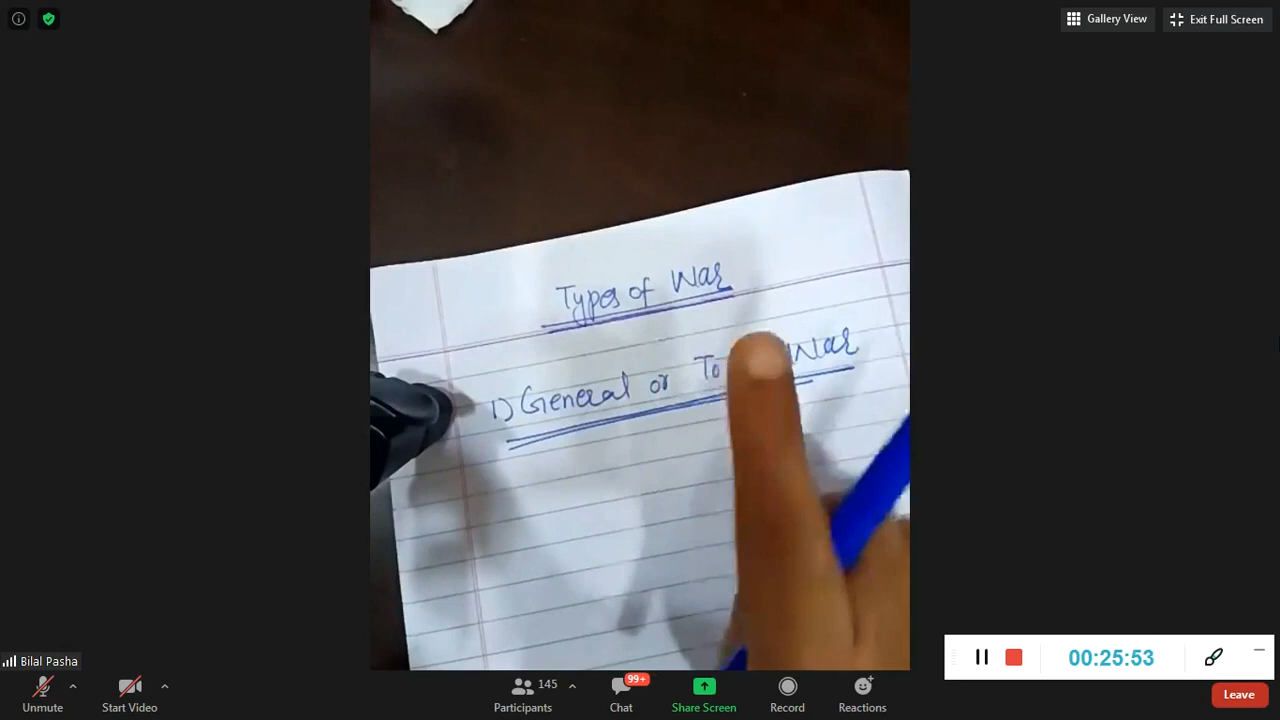 Gallery View
Exit Full Screen
Types of War
1) General or To War
Bilal Pasha
00:25:53
Unmute
Start Video
145
Participants
99+
Chat
Share Screen
Record
Reactions
Leave